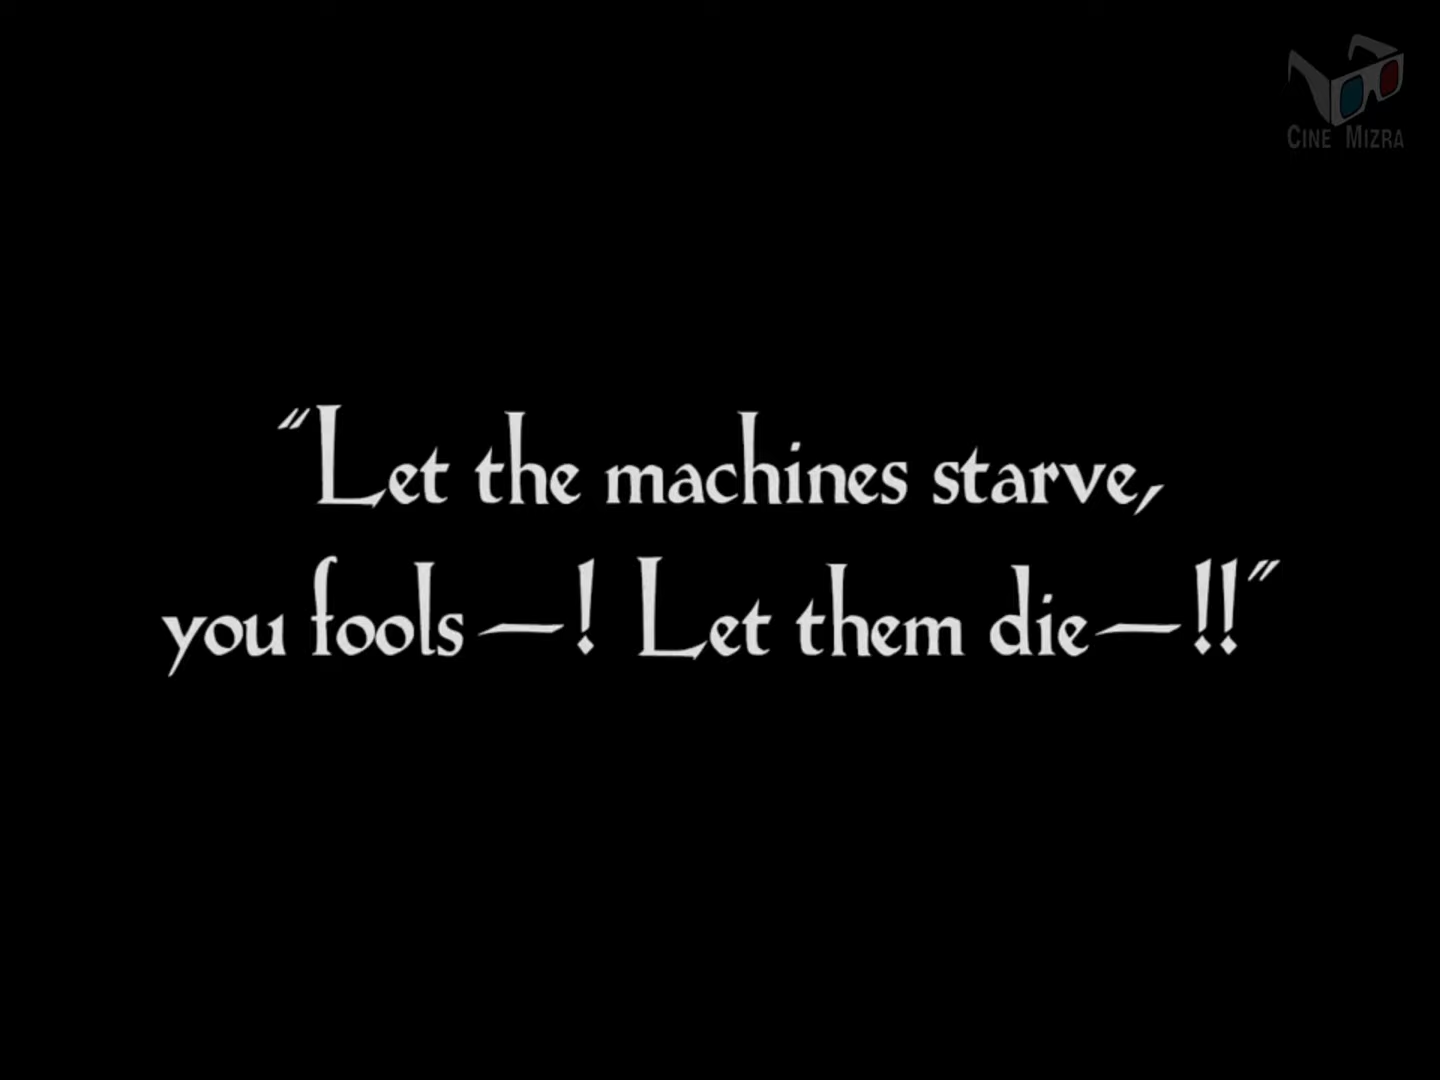 CINE MIZRA
"Let the machines starve,
you fools—! Let them die—!!"